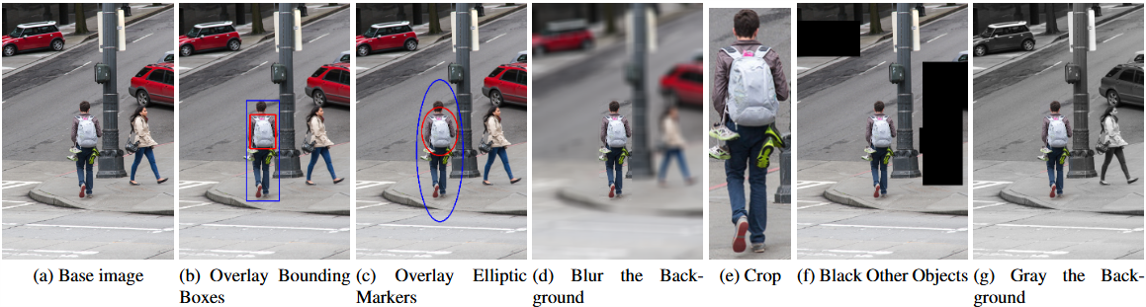 (a) Base image
(b) Overlay Bounding
Boxes
(c) Overlay Elliptic
Markers
(d) Blur the Back-
ground
(e) Crop
(f) Black Other Objects
(g) Gray the Back-
ground